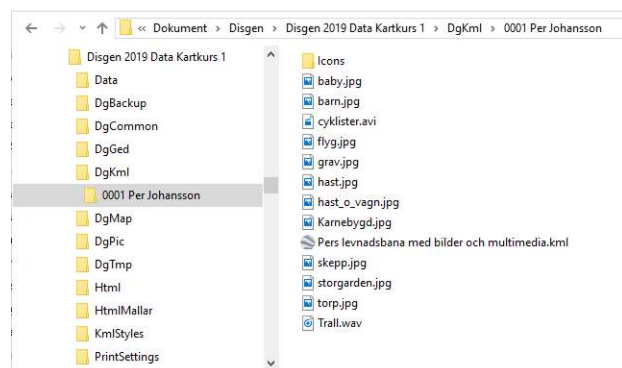 « Dokument > Disgen > Disgen 2019 Data Kartkurs 1 > DgKml > 0001 Per Johansson
Disgen 2019 Data Kartkurs 1
Data
DgBackup
DgCommon
DgGed
DgKml
0001 Per Johansson
DgMap
DgPic
DgTmp
Html
HtmlMallar
KmlStyles
PrintSettings
Icons
baby.jpg
barn.jpg
cyklister.avi
flyg.jpg
grav.jpg
hast.jpg
hast_o_vagn.jpg
Karnebygd.jpg
Pers levnadsbana med bilder och multimedia.kml
skepp.jpg
storgarden.jpg
torp.jpg
Trall.wav